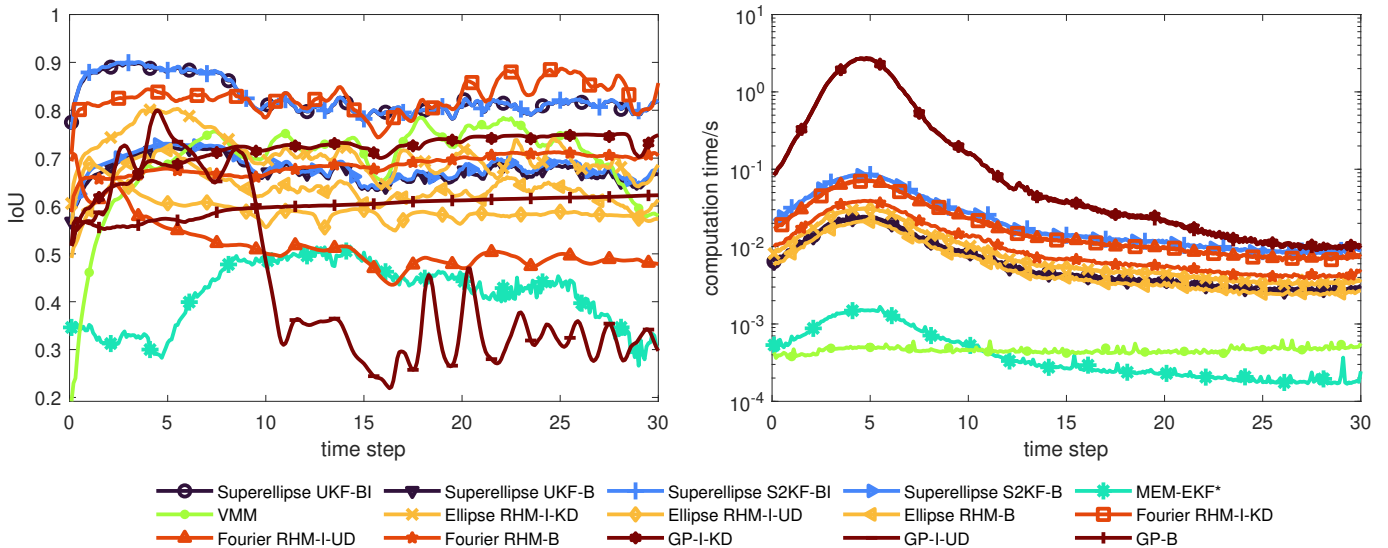 1
0.9
0.8
0.7
0.6
0.5
0.4
0.3
0.2
IoU
0 5 10 15 20 25 30
time step
10^1
10^0
10^-1
10^-2
10^-3
10^-4
computation time/s
0 5 10 15 20 25 30
time step
Superellipse UKF-BI Superellipse UKF-B Superellipse S2KF-BI Superellipse S2KF-B MEM-EKF*
VMM Ellipse RHM-I-KD Ellipse RHM-I-UD Ellipse RHM-B Fourier RHM-I-KD
Fourier RHM-I-UD Fourier RHM-B GP-I-KD GP-I-UD GP-B